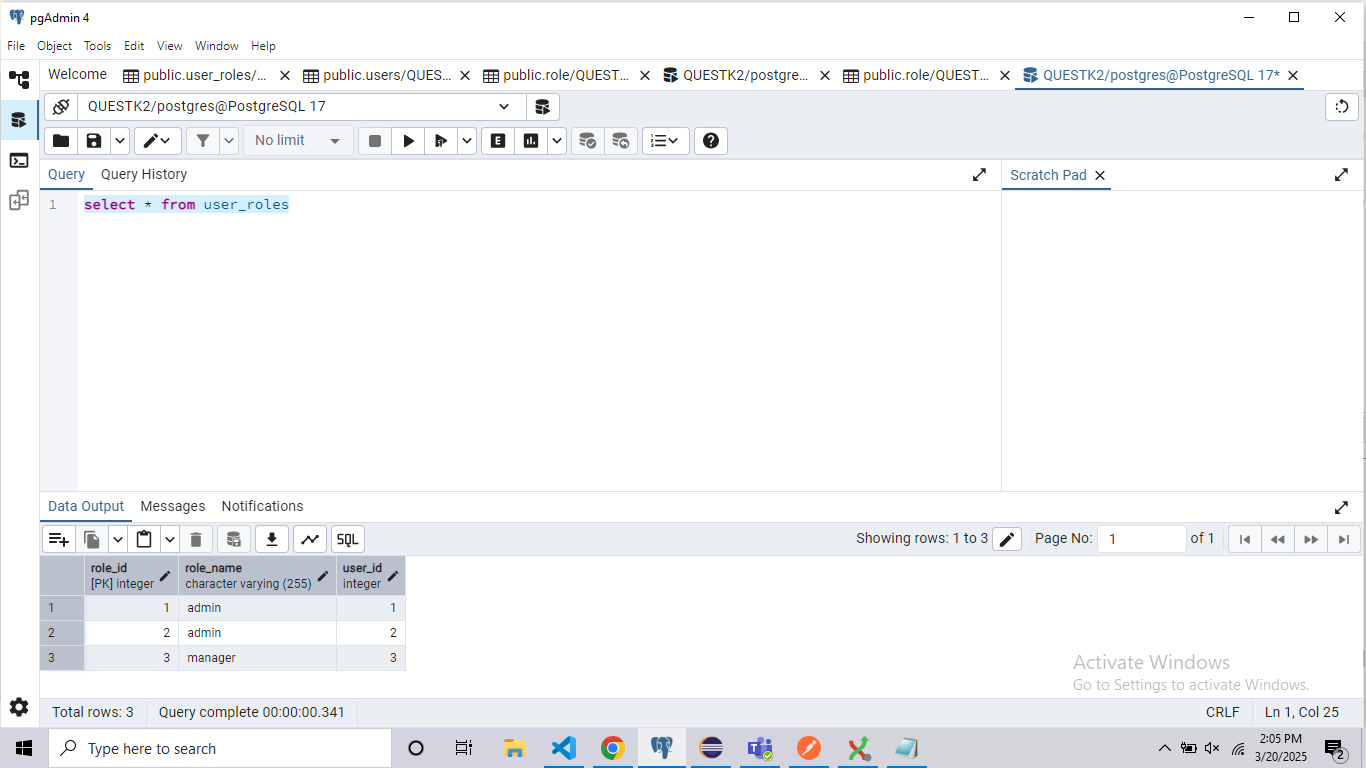 pgAdmin 4
File Object Tools Edit View Window Help
Welcome public.user_roles/... public.users/QUES... public.role/QUEST... QUESTK2/postgre... public.role/QUEST... QUESTK2/postgres@PostgreSQL 17*
QUESTK2/postgres@PostgreSQL 17
No limit E
Query Query History Scratch Pad
1 select * from user_roles
Data Output Messages Notifications
SQL Showing rows: 1 to 3 Page No: 1 of 1
role_id role_name user_id
[PK] integer character varying (255) integer
1 1 admin 1
2 2 admin 2
3 3 manager 3
Activate Windows
Go to Settings to activate Windows.
Total rows: 3 Query complete 00:00:00.341 CRLF Ln 1, Col 25
Type here to search 2:05 PM
3/20/2025 2